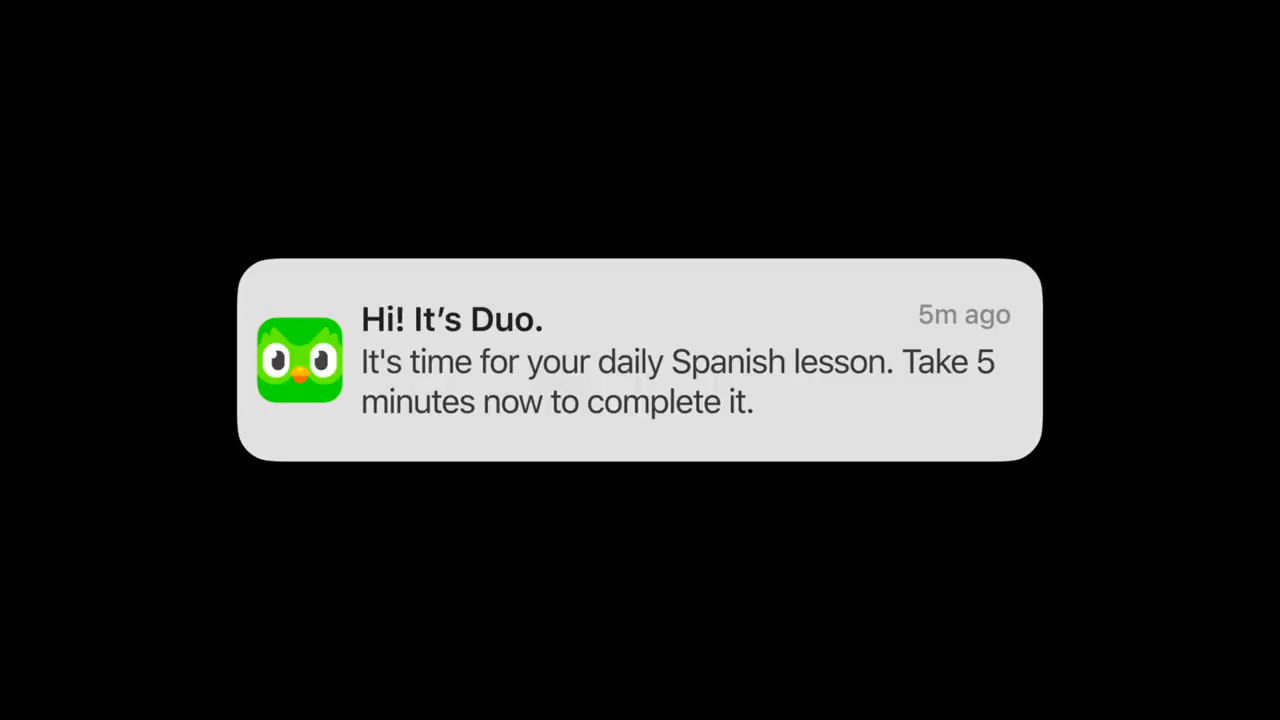 Hi! It’s Duo.
5m ago
It's time for your daily Spanish lesson. Take 5
minutes now to complete it.